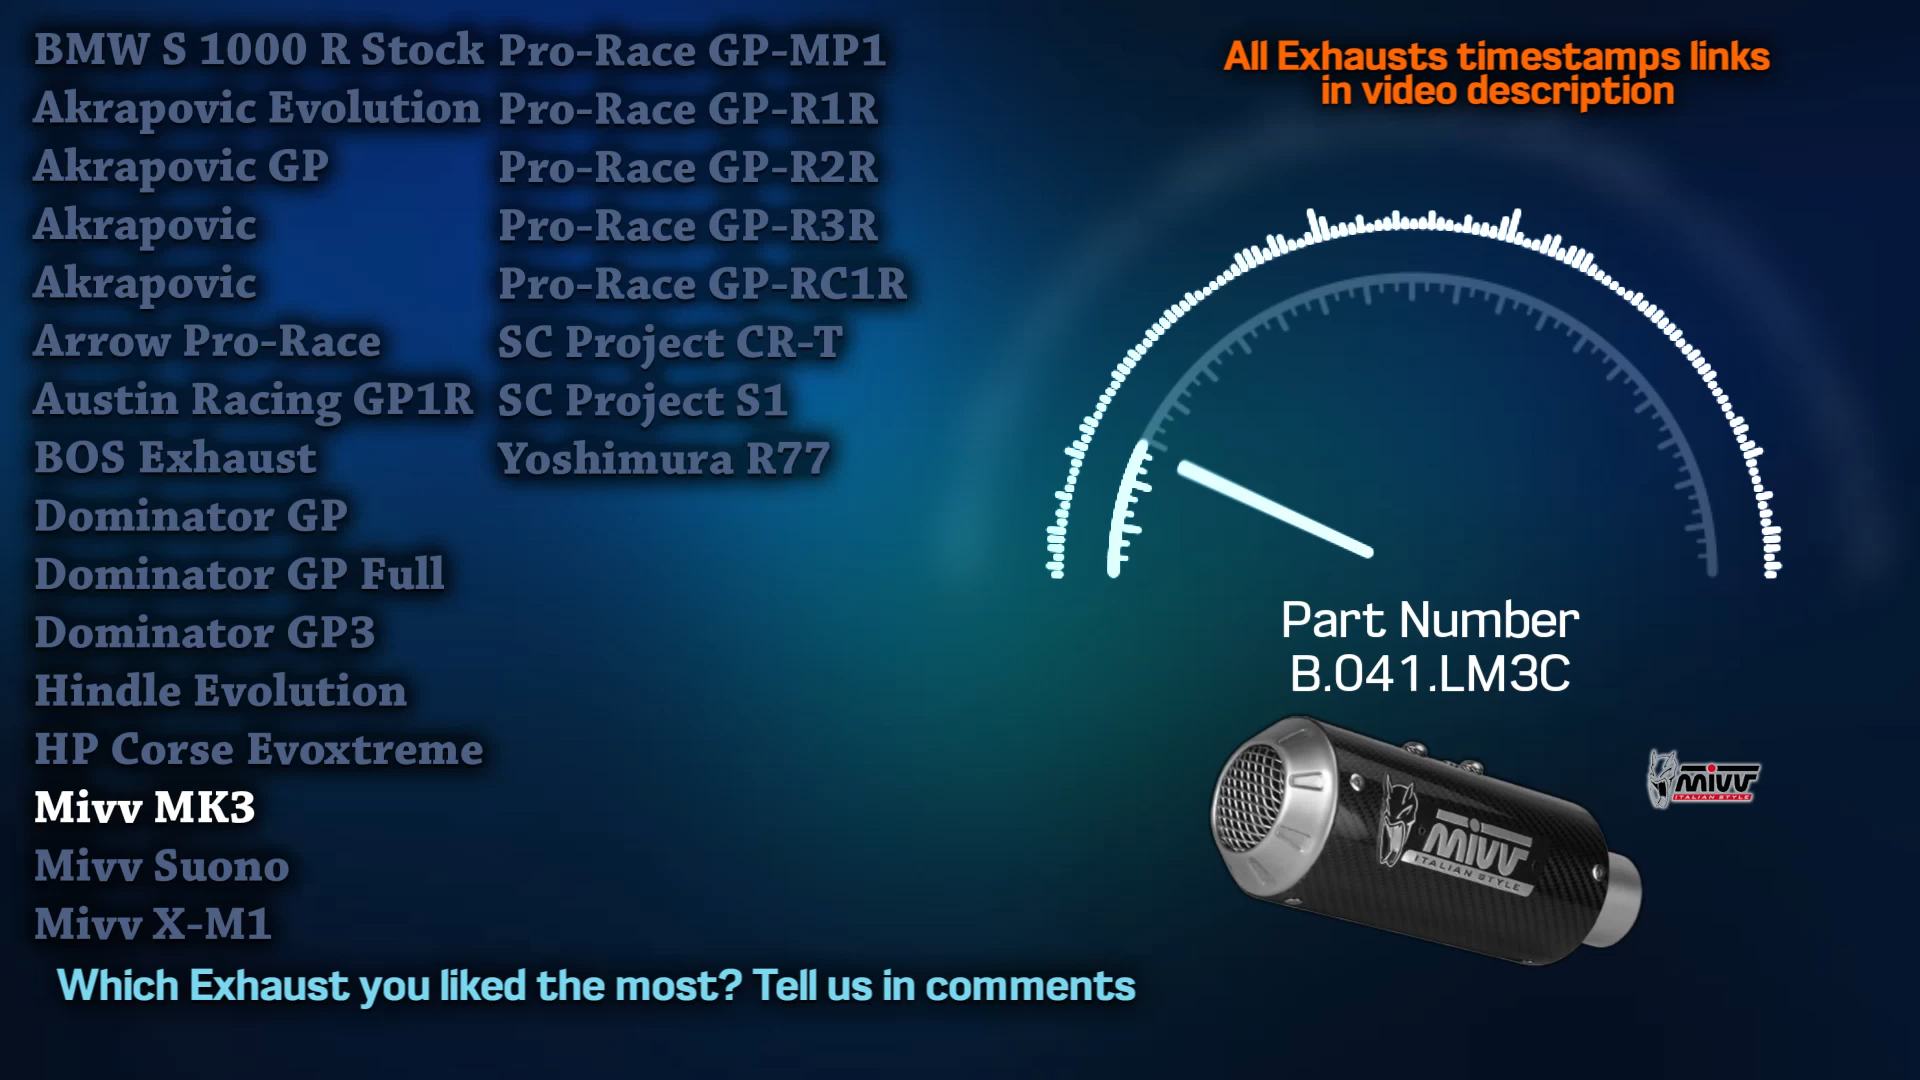 BMW S 1000 R Stock
Akrapovic Evolution
Akrapovic GP
Akrapovic
Akrapovic
Arrow Pro-Race
Austin Racing GP1R
BOS Exhaust
Dominator GP
Dominator GP Full
Dominator GP3
Hindle Evolution
HP Corse Evoxtreme
Mivv MK3
Mivv Suono
Mivv X-M1
Pro-Race GP-MP1
Pro-Race GP-R1R
Pro-Race GP-R2R
Pro-Race GP-R3R
Pro-Race GP-RC1R
SC Project CR-T
SC Project S1
Yoshimura R77
All Exhausts timestamps links
in video description
Part Number
B.041.LM3C
mivv
ITALIAN STYLE
mivv
ITALIAN STYLE
Which Exhaust you liked the most? Tell us in comments